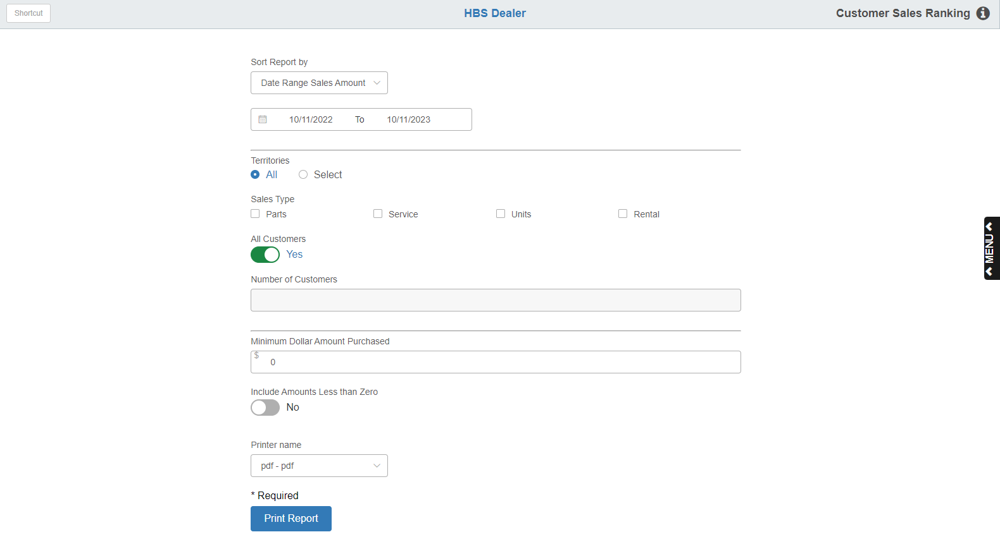 Shortcut
HBS Dealer
Customer Sales Ranking
Sort Report by
Date Range Sales Amount
10/11/2022 To 10/11/2023
Territories
All Select
Sales Type
Parts Service Units Rental
All Customers
Yes
MENU
Number of Customers
Minimum Dollar Amount Purchased
$ 0
Include Amounts Less than Zero
No
Printer name
pdf - pdf
* Required
Print Report